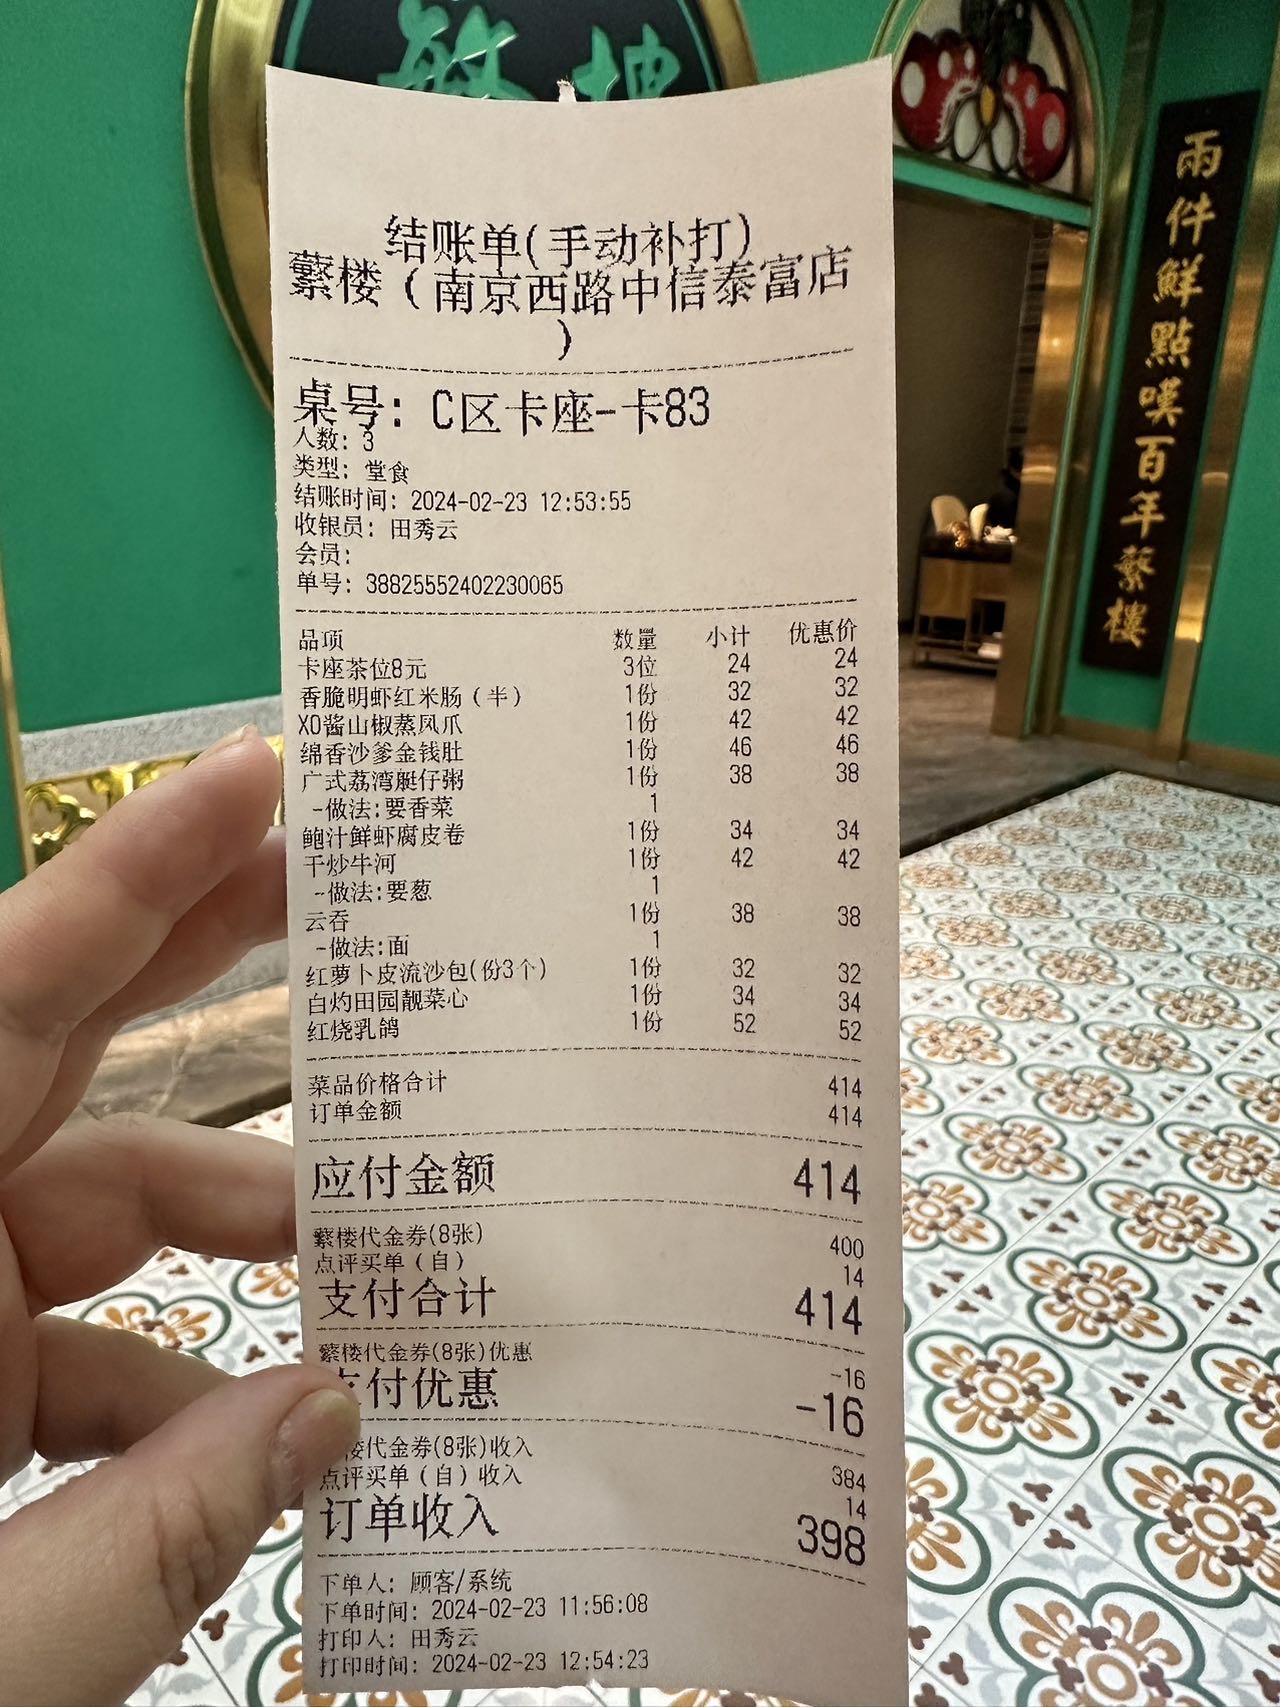 蘩楼
兩件鮮點嘆百年蘩樓
结账单(手动补打)
蘩楼（南京西路中信泰富店
）
桌号: C区卡座-卡83
人数: 3
类型: 堂食
结账时间: 2024-02-23 12:53:55
收银员: 田秀云
会员:
单号: 38825552402230065
品项 数量 小计 优惠价
卡座茶位8元 3位 24 24
香脆明虾红米肠（半） 1份 32 32
XO酱山椒蒸凤爪 1份 42 42
绵香沙爹金钱肚 1份 46 46
广式荔湾艇仔粥 1份 38 38
-做法:要香菜 1
鲍汁鲜虾腐皮卷 1份 34 34
干炒牛河 1份 42 42
-做法:要葱 1
云吞 1份 38 38
-做法:面 1
红萝卜皮流沙包(份3个) 1份 32 32
白灼田园靓菜心 1份 34 34
红烧乳鸽 1份 52 52
菜品价格合计 414
订单金额 414
应付金额 414
蘩楼代金券(8张) 400
点评买单（自） 14
支付合计 414
蘩楼代金券(8张)优惠 -16
支付优惠 -16
楼代金券(8张)收入 384
点评买单（自）收入 14
订单收入 398
下单人: 顾客/系统
下单时间: 2024-02-23 11:56:08
打印人: 田秀云
打印时间: 2024-02-23 12:54:23